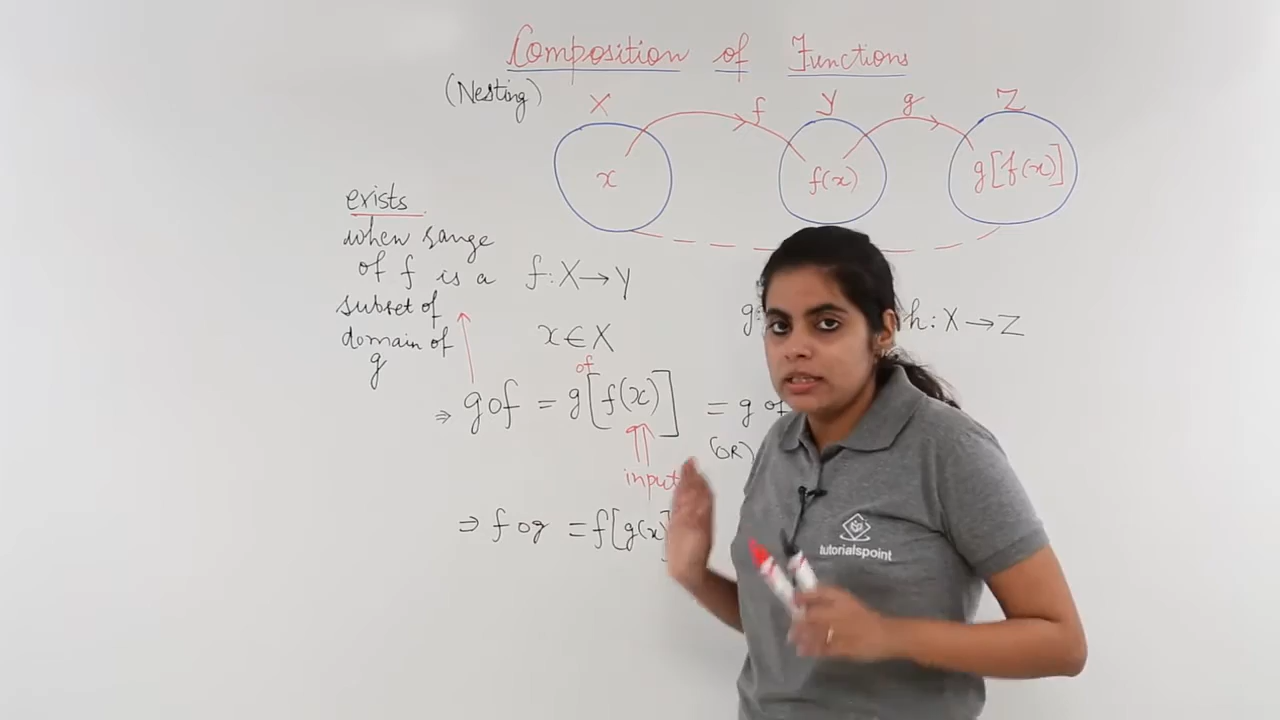 Composition of Functions
(Nesting)
X f Y g Z
x f(x) g[f(x)]
exists
when range
of f is a
subset of
domain of
g
f: X → Y
g:
h: X → Z
x ∈ X
of
⇒ gof = g[f(x)] = g of
(OR)
input
⇒ fog = f[g(x)]
tutorialspoint